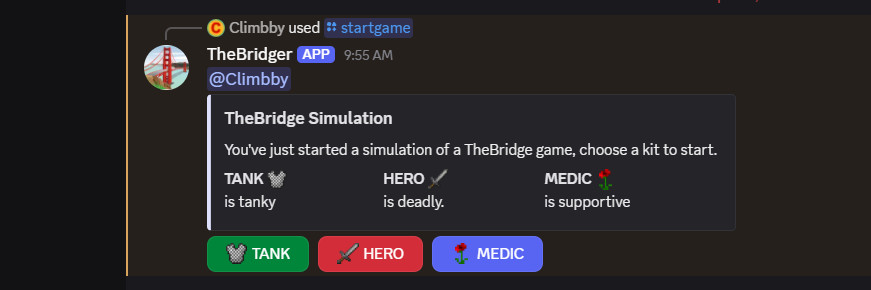 Climbby used startgame
TheBridger APP 9:55 AM
@Climbby
TheBridge Simulation
You've just started a simulation of a TheBridge game, choose a kit to start.
TANK HERO MEDIC
is tanky is deadly. is supportive
TANK HERO MEDIC